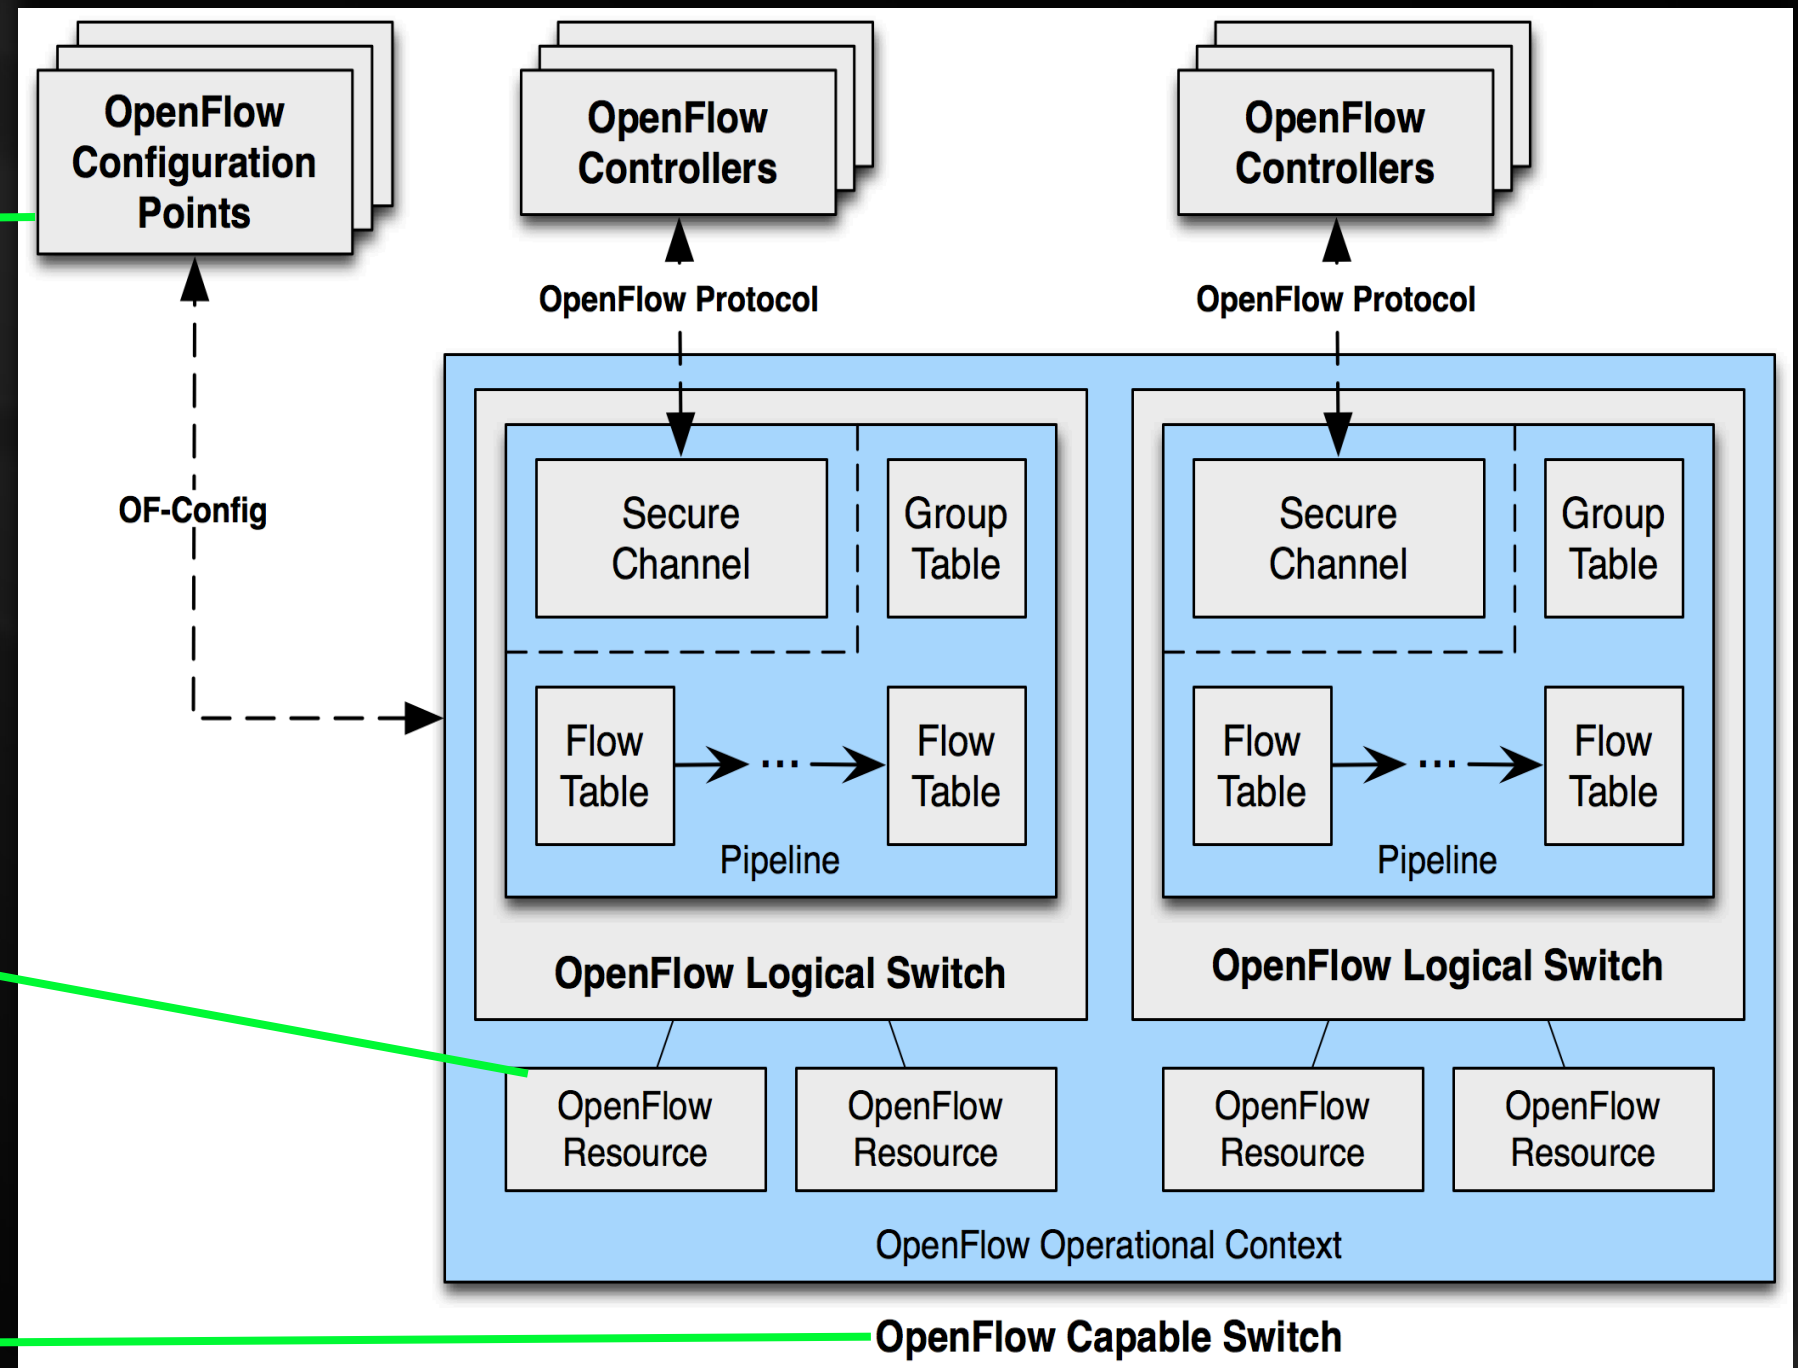 OpenFlow
Configuration
Points
OpenFlow
Controllers
OpenFlow
Controllers
OpenFlow Protocol
OpenFlow Protocol
OF-Config
Secure
Channel
Group
Table
Flow
Table
...
Flow
Table
Pipeline
OpenFlow Logical Switch
Secure
Channel
Group
Table
Flow
Table
...
Flow
Table
Pipeline
OpenFlow Logical Switch
OpenFlow
Resource
OpenFlow
Resource
OpenFlow
Resource
OpenFlow
Resource
OpenFlow Operational Context
OpenFlow Capable Switch